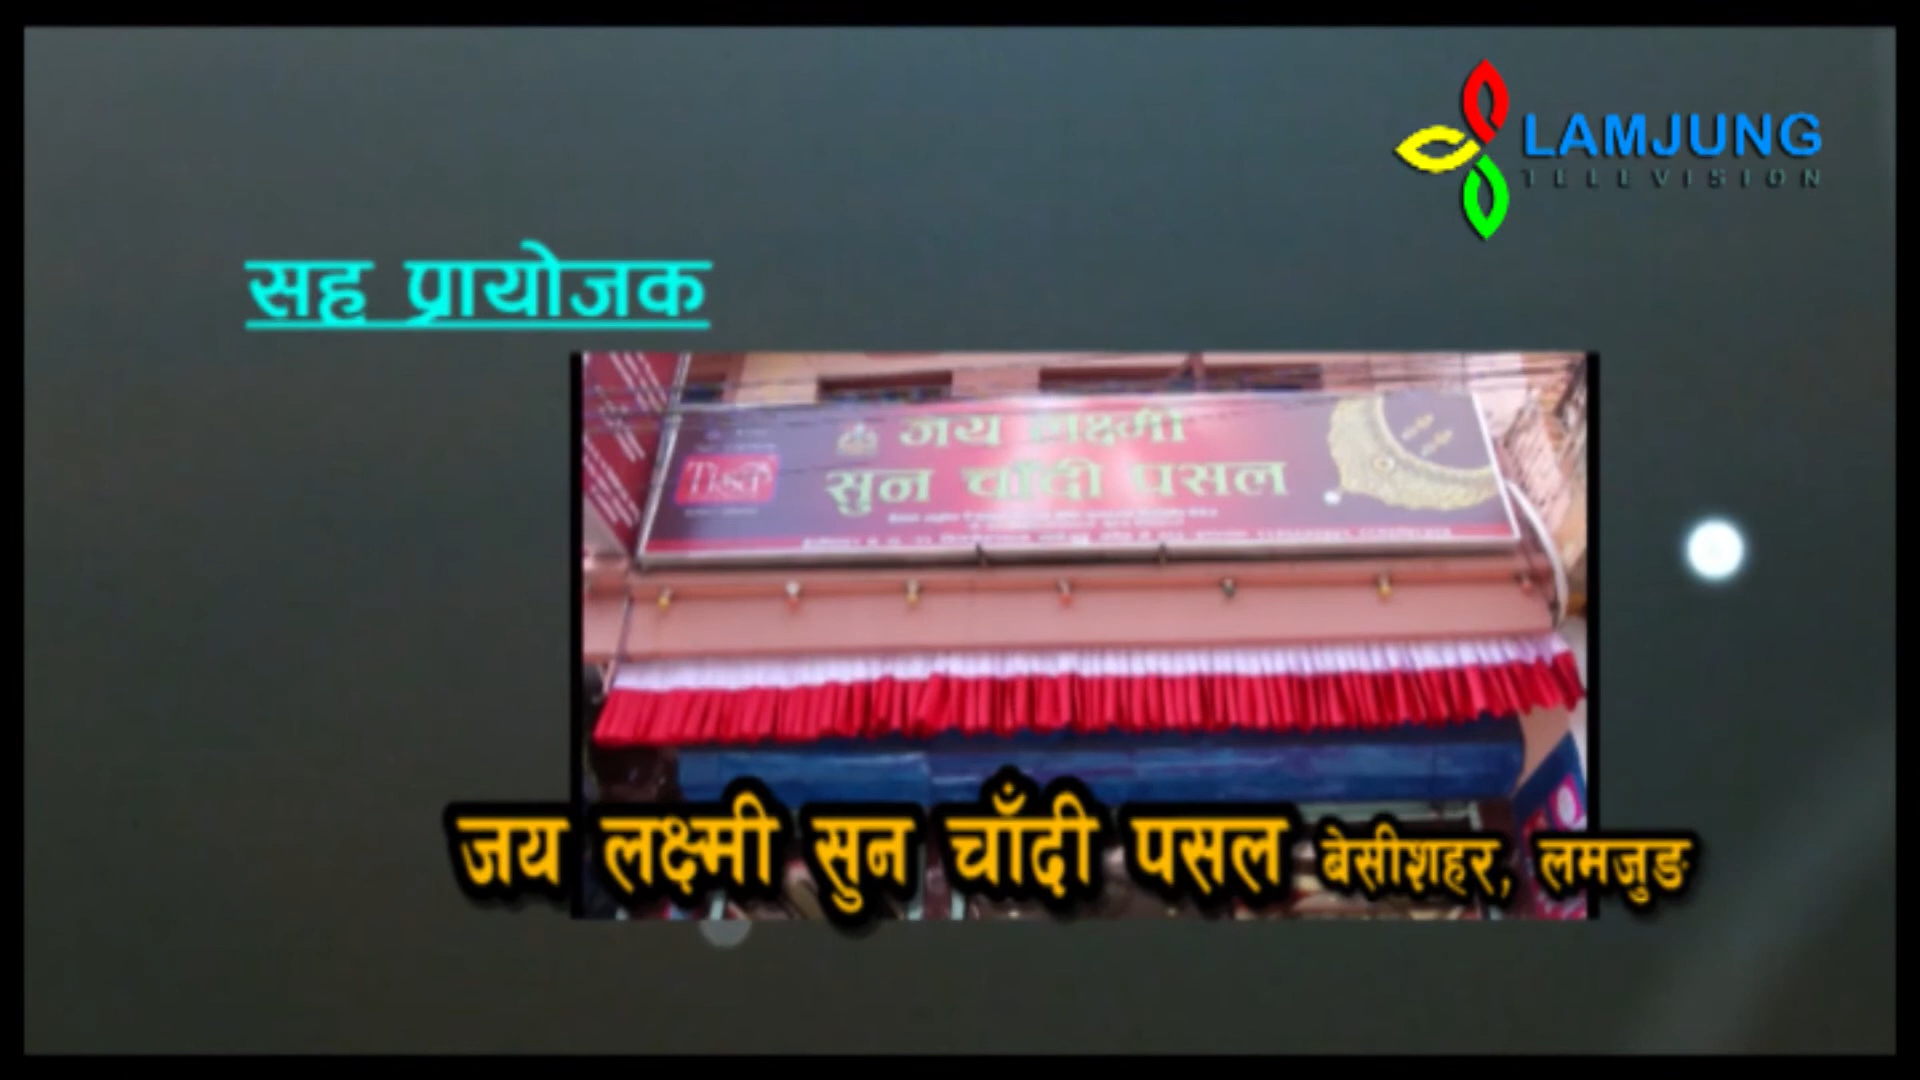 LAMJUNG
TELEVISION
सह प्रायोजक
जय लक्ष्मी
सुन चाँदी पसल
जय लक्ष्मी सुन चाँदी पसल बेसीशहर, लमजुङ